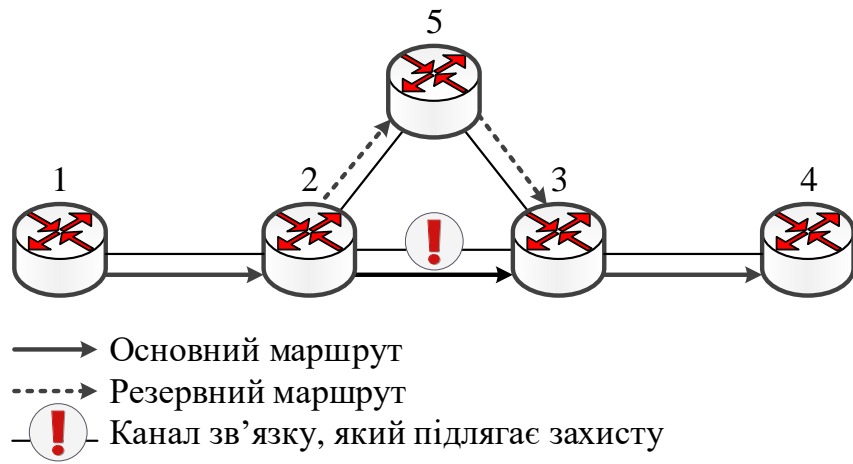 5
1 2 3 4
Основний маршрут
Резервний маршрут
Канал зв’язку, який підлягає захисту